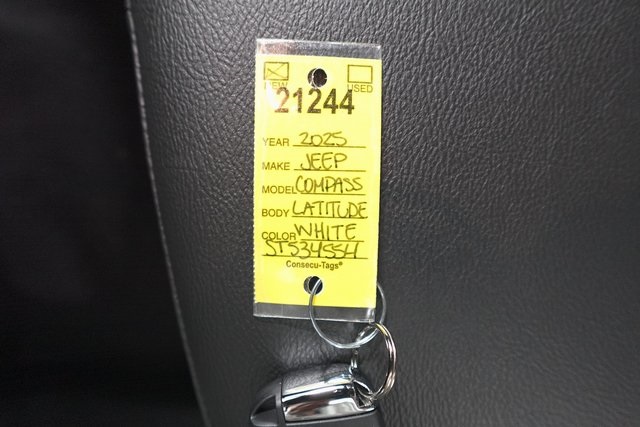 NEW USED
21244
YEAR 2025
MAKE JEEP
MODEL COMPASS
BODY LATITUDE
COLOR WHITE
ST534554
Consecu-Tags®